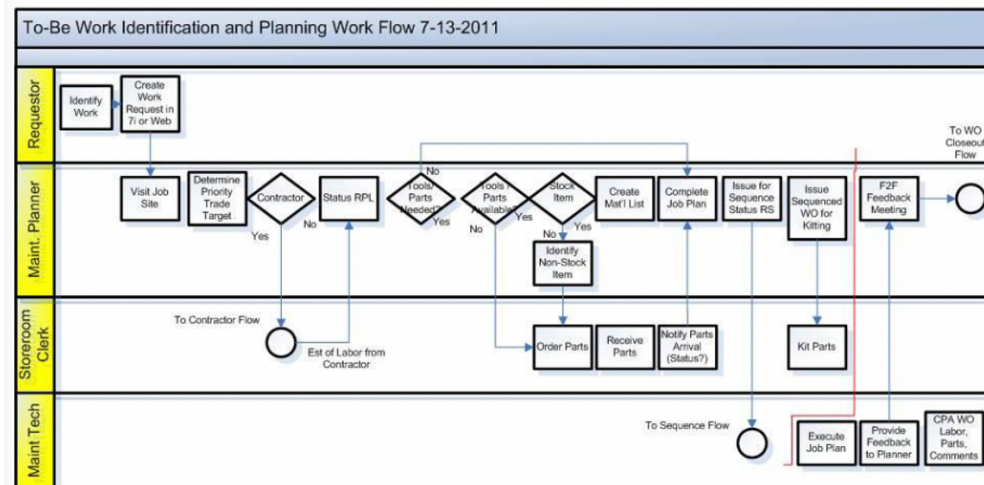 To-Be Work Identification and Planning Work Flow 7-13-2011
Requestor
Identify
Work
Create
Work
Request in
7i or Web
To WO
Closeout
Flow
Maint. Planner
Visit Job
Site
Determine
Priority
Trade
Target
Contractor
No
Yes
Status RPL
Tools/
Parts
Needed?
No
Yes
Tools /
Parts
Available?
Yes
No
Stock
Item
Yes
No
Identify
Non-Stock
Item
Create
Mat'l List
Complete
Job Plan
Issue for
Sequence
Status RS
Issue
Sequenced
WO for
Kitting
F2F
Feedback
Meeting
Storeroom
Clerk
To Contractor Flow
Est of Labor from
Contractor
Order Parts
Receive
Parts
Notify Parts
Arrival
(Status?)
Kit Parts
Maint Tech
To Sequence Flow
Execute
Job Plan
Provide
Feedback
to Planner
CPA WO
Labor,
Parts,
Comments